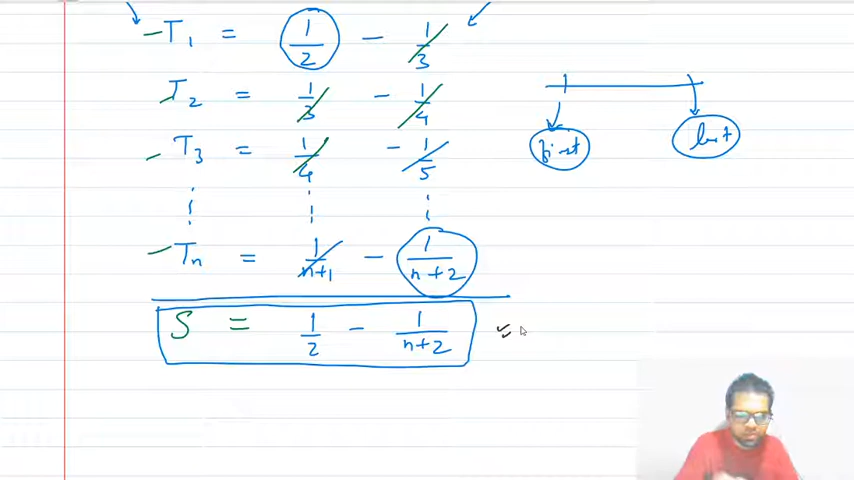 T₁ = 1/2 - 1/3
T₂ = 1/3 - 1/4
T₃ = 1/4 - 1/5
first
last
⋮ ⋮ ⋮
Tₙ = 1/(n+1) - 1/(n+2)
S = 1/2 - 1/(n+2)